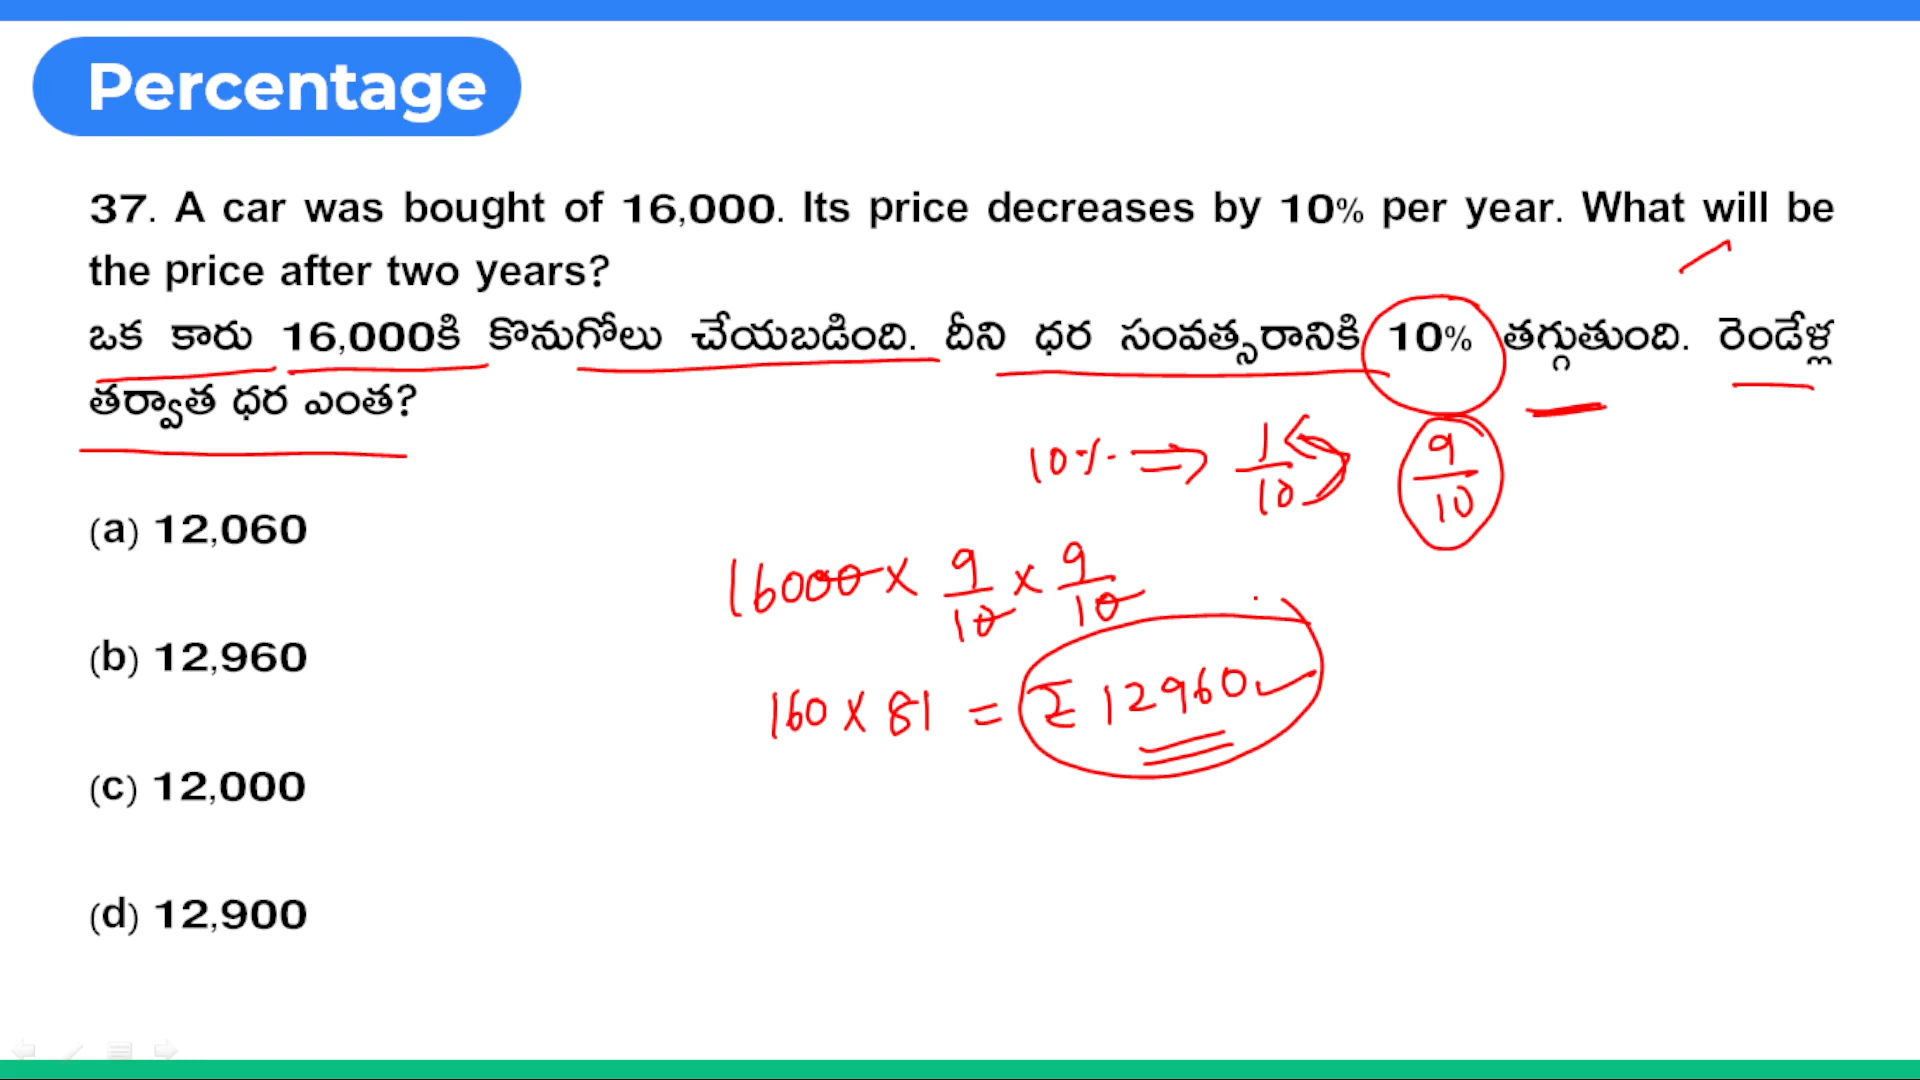 Percentage
37. A car was bought of 16,000. Its price decreases by 10% per year. What will be
the price after two years?
ఒక కారు 16,000కి కొనుగోలు చేయబడింది. దీని ధర సంవత్సరానికి 10% తగ్గుతుంది. రెండేళ్ల
తర్వాత ధర ఎంత?
10% ⇒ 1/10 9/10
(a) 12,060
16000 × 9/10 × 9/10
(b) 12,960
160 × 81 = ₹ 12960
(c) 12,000
(d) 12,900